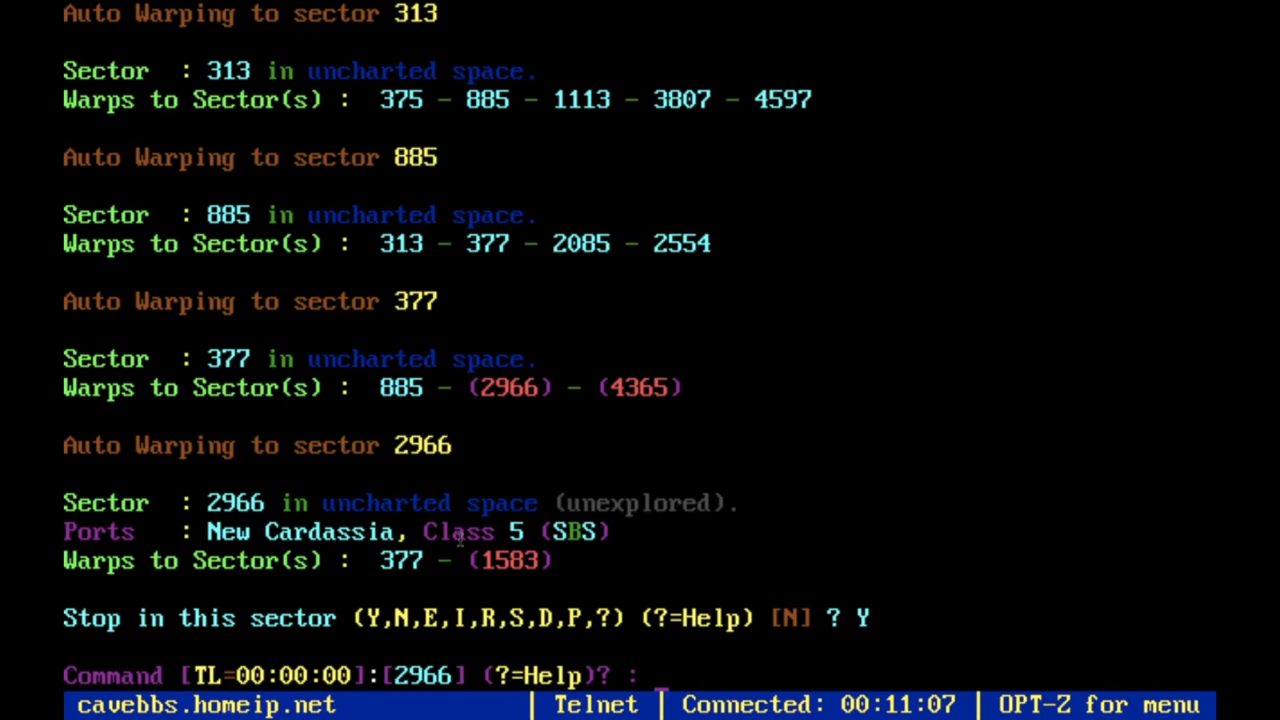 Auto Warping to sector 313
Sector  : 313 in uncharted space.
Warps to Sector(s) :  375 - 885 - 1113 - 3807 - 4597
Auto Warping to sector 885
Sector  : 885 in uncharted space.
Warps to Sector(s) :  313 - 377 - 2085 - 2554
Auto Warping to sector 377
Sector  : 377 in uncharted space.
Warps to Sector(s) :  885 - (2966) - (4365)
Auto Warping to sector 2966
Sector  : 2966 in uncharted space (unexplored).
Ports   : New Cardassia, Class 5 (SBS)
Warps to Sector(s) :  377 - (1583)
Stop in this sector (Y,N,E,I,R,S,D,P,?) (?=Help) [N] ? Y
Command [TL=00:00:00]:[2966] (?=Help)? : _
cavebbs.homeip.net | Telnet | Connected: 00:11:07 | OPT-Z for menu